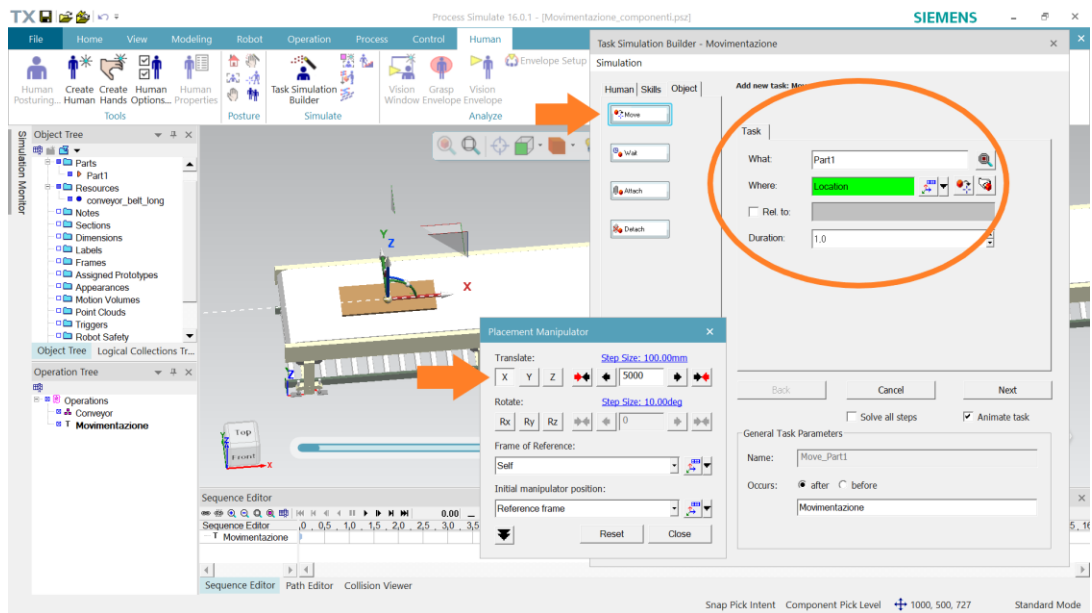 TX
Process Simulate 16.0.1 - [Movimentazione_componenti.psz]
SIEMENS
File Home View Modeling Robot Operation Process Control Human
Human Posturing...
Create Human
Create Hands
Human Options...
Human Properties
Tools
Posture
Task Simulation Builder
Simulate
Vision Window
Grasp Envelope
Vision Envelope
Envelope Setup
Analyze
Simulation Monitor
Object Tree
Parts
Part1
Resources
conveyor_belt_long
Notes
Sections
Dimensions
Labels
Frames
Assigned Prototypes
Appearances
Motion Volumes
Point Clouds
Triggers
Robot Safety
Object Tree Logical Collections Tr...
Operation Tree
Operations
Conveyor
Movimentazione
Y
Z
X
Z
Top
Front
Z
X
Task Simulation Builder - Movimentazione
Simulation
Human Skills Object
Add new task: Mo
Move
Wait
Attach
Detach
Task
What: Part1
Where: Location
Rel. to:
Duration: 1.0
Back Cancel Next
Solve all steps Animate task
General Task Parameters
Name: Move_Part1
Occurs: after before
Movimentazione
Placement Manipulator
Translate: Step Size: 100.00mm
X Y Z 5000
Rotate: Step Size: 10.00deg
Rx Ry Rz 0
Frame of Reference:
Self
Initial manipulator position:
Reference frame
Reset Close
Sequence Editor
0.00
Sequence Editor ,0 0,5 1,0 1,5 2,0 2,5 3,0 3,5
5, 16
Movimentazione
Sequence Editor Path Editor Collision Viewer
Snap Pick Intent Component Pick Level 1000, 500, 727 Standard Mode